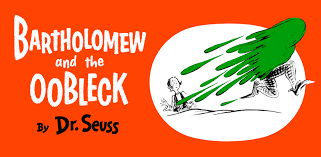 BARTHOLOMEW
and the
OOBLECK
By Dr. Seuss